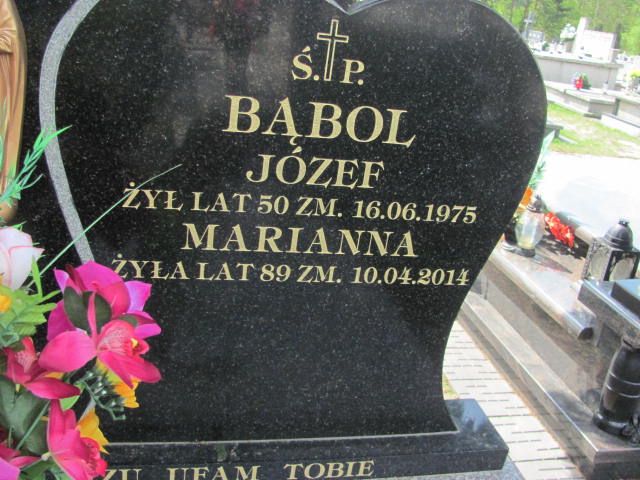 Ś. P.
BĄBOL
JÓZEF
ŻYŁ LAT 50 ZM. 16.06.1975
MARIANNA
ŻYŁA LAT 89 ZM. 10.04.2014
UFAM TOBIE